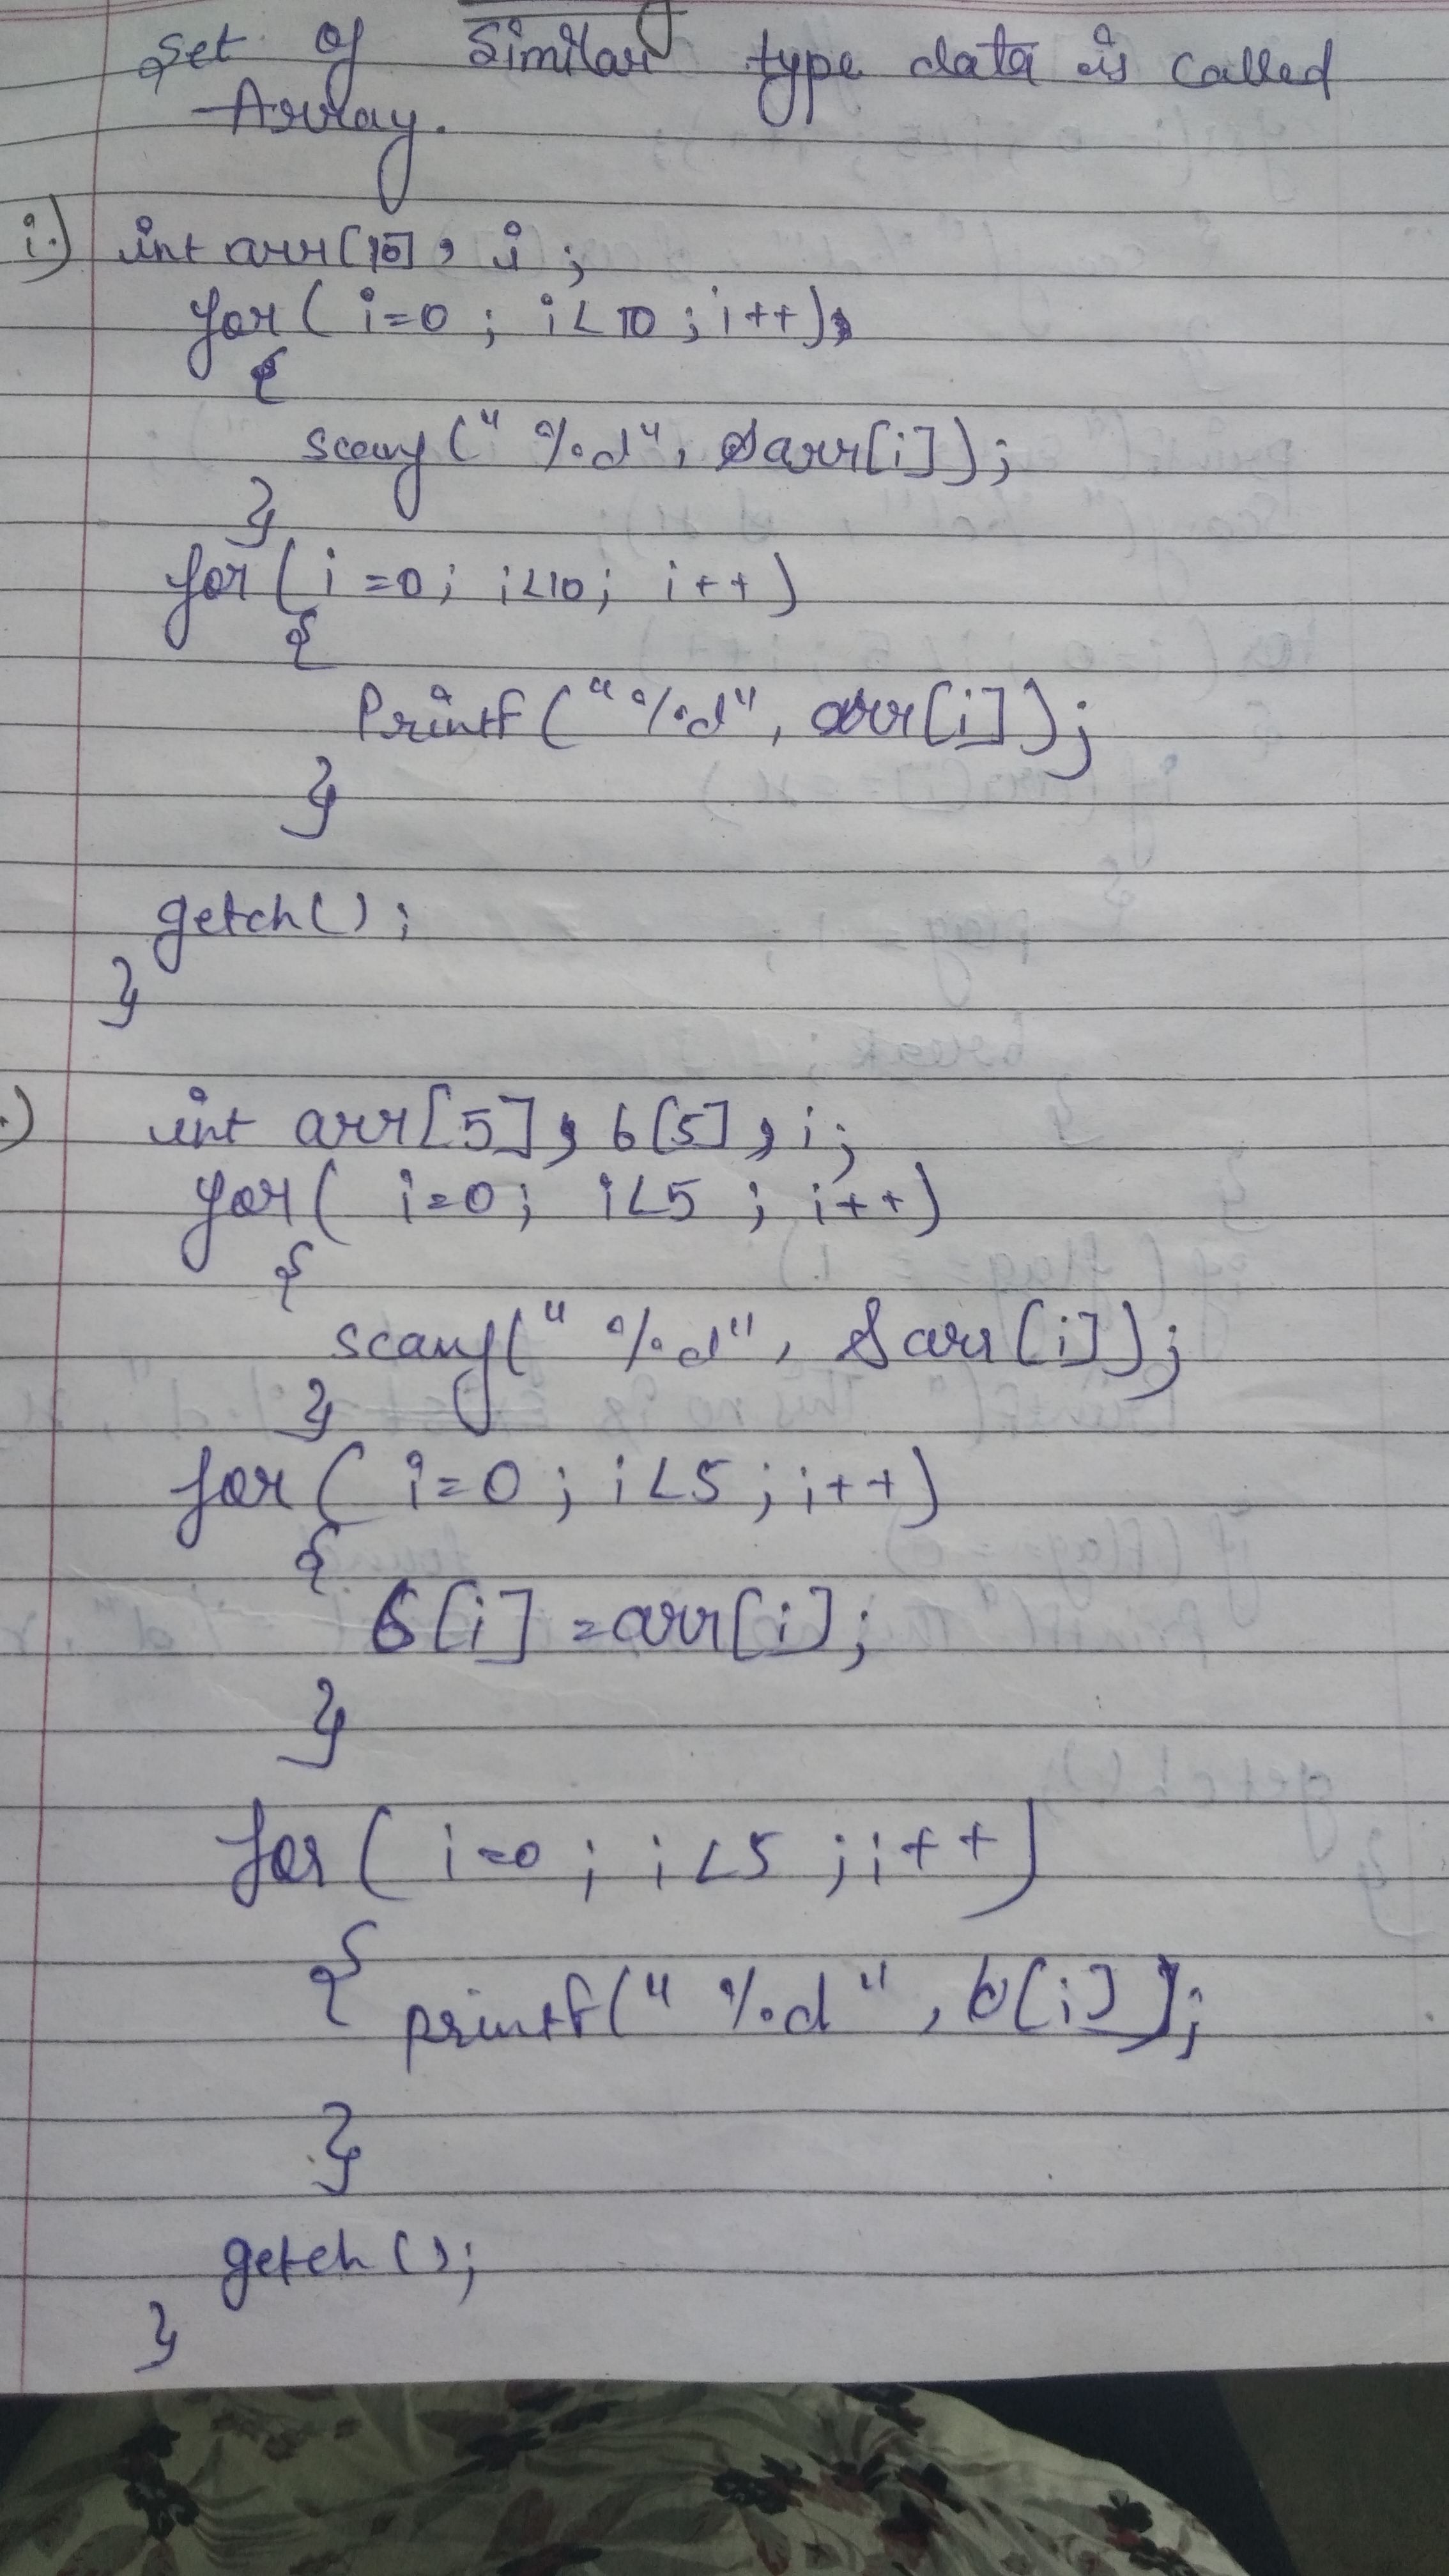 Set of Similar type data is called
Array.
i.) int arr[10], i ;
for( i=0 ; i<10 ; i++)
{
scanf(" %d", &arr[i]);
}
for( i=0; i<10; i++)
{
Printf("%d", arr[i]);
}
getch();
}
.) int arr[5], b[5], i;
for( i=0; i<5 ; i++)
{
scanf(" %d", &arr[i]);
}
for( i=0 ; i<5 ; i++)
{
b[i] =arr[i];
}
for( i=0 ; i<5 ; i++)
{ printf(" %d ", b[i]);
}
getch();
}